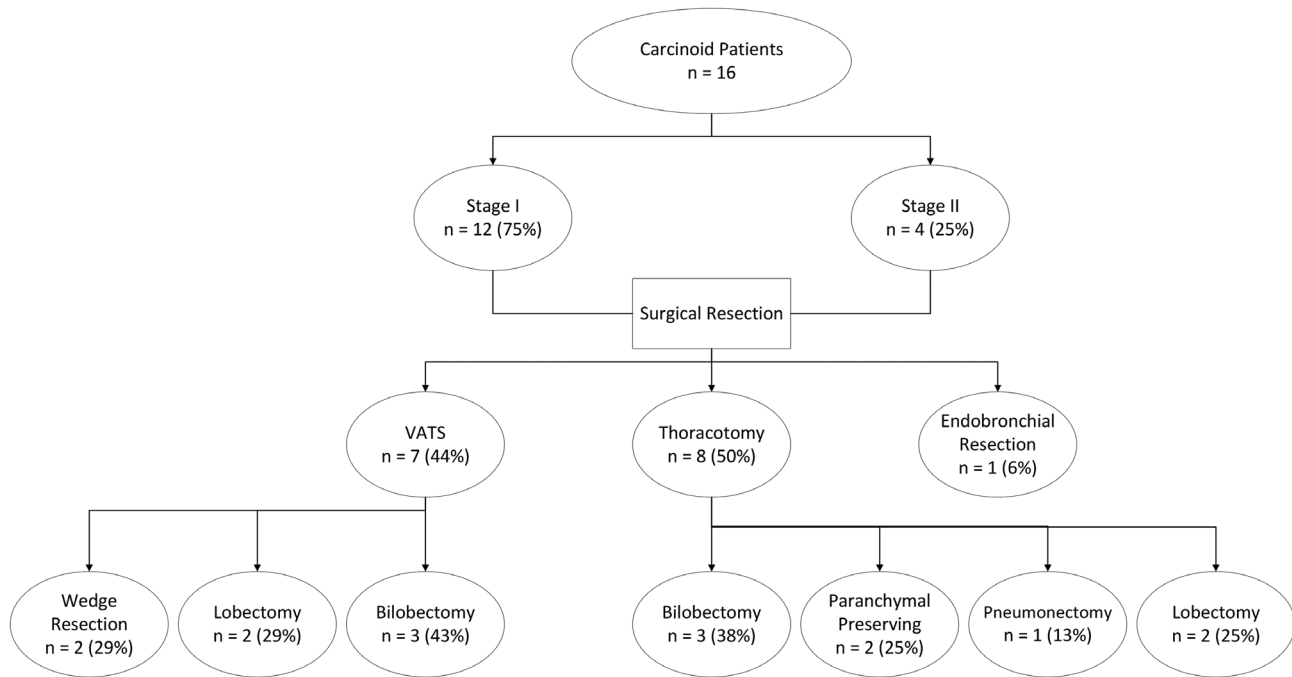 Carcinoid Patients
n = 16
Stage I
n = 12 (75%)
Stage II
n = 4 (25%)
Surgical Resection
VATS
n = 7 (44%)
Thoracotomy
n = 8 (50%)
Endobronchial
Resection
n = 1 (6%)
Wedge
Resection
n = 2 (29%)
Lobectomy
n = 2 (29%)
Bilobectomy
n = 3 (43%)
Bilobectomy
n = 3 (38%)
Paranchymal
Preserving
n = 2 (25%)
Pneumonectomy
n = 1 (13%)
Lobectomy
n = 2 (25%)